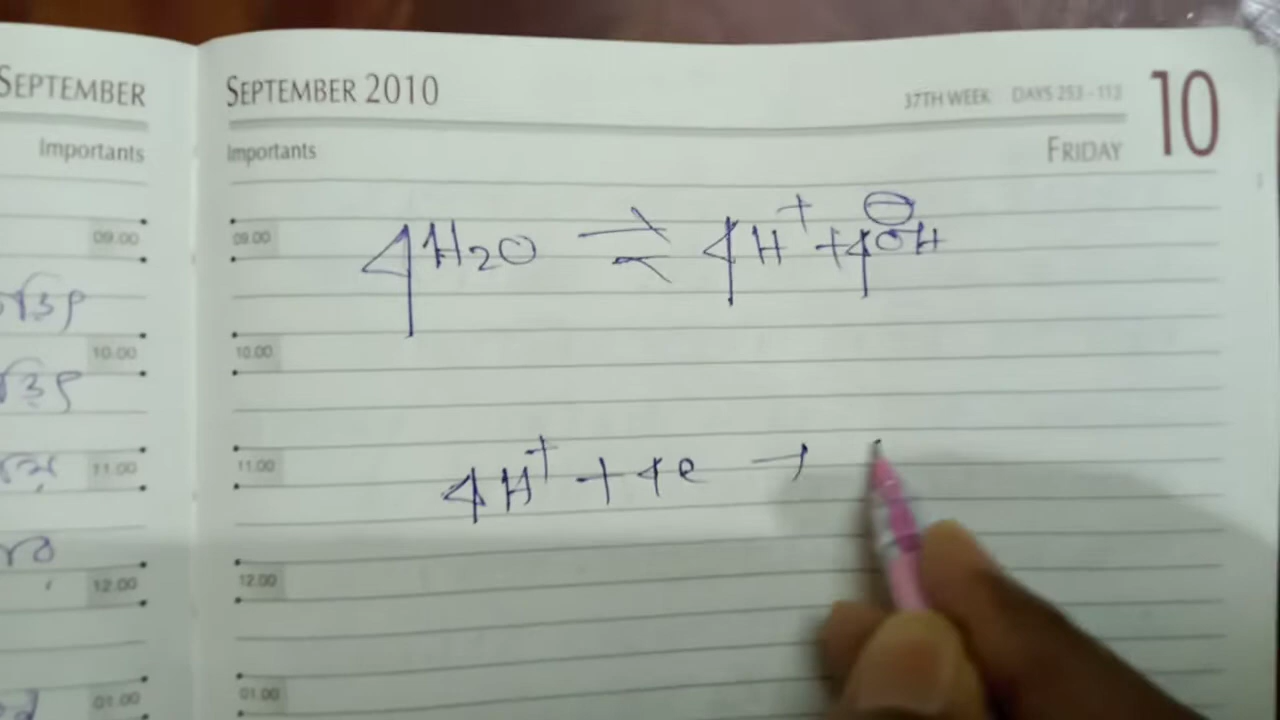 SEPTEMBER
Importants
09.00
10.00
11.00
12.00
01.00
SEPTEMBER 2010
37TH WEEK DAYS 253 - 112
10
Importants
FRIDAY
09.00
4H₂O ⇌ 4H⁺ + 4OH⊖
10.00
11.00
4H⁺ + 4e →
12.00
01.00